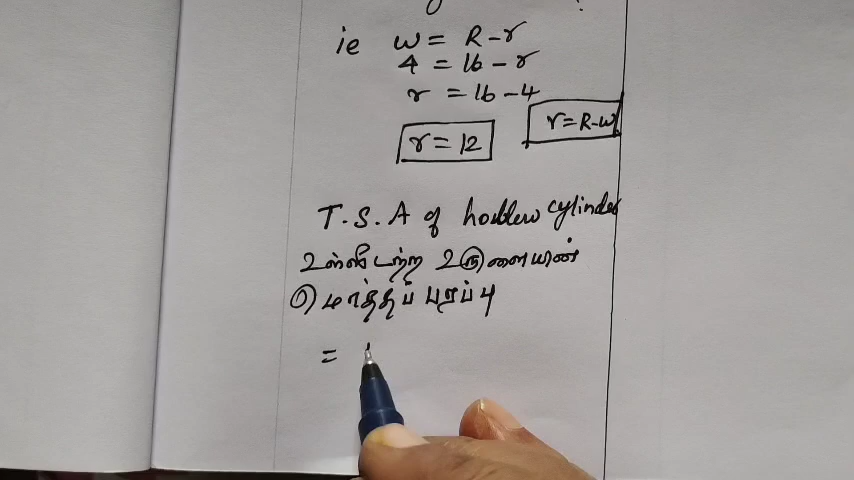 ie w = R - r
4 = 16 - r
r = 16 - 4
r = 12
r = R - w
T.S.A of hollow cylinder
உள்ளீடற்ற உருளையின்
மொத்தப் பரப்பு
=